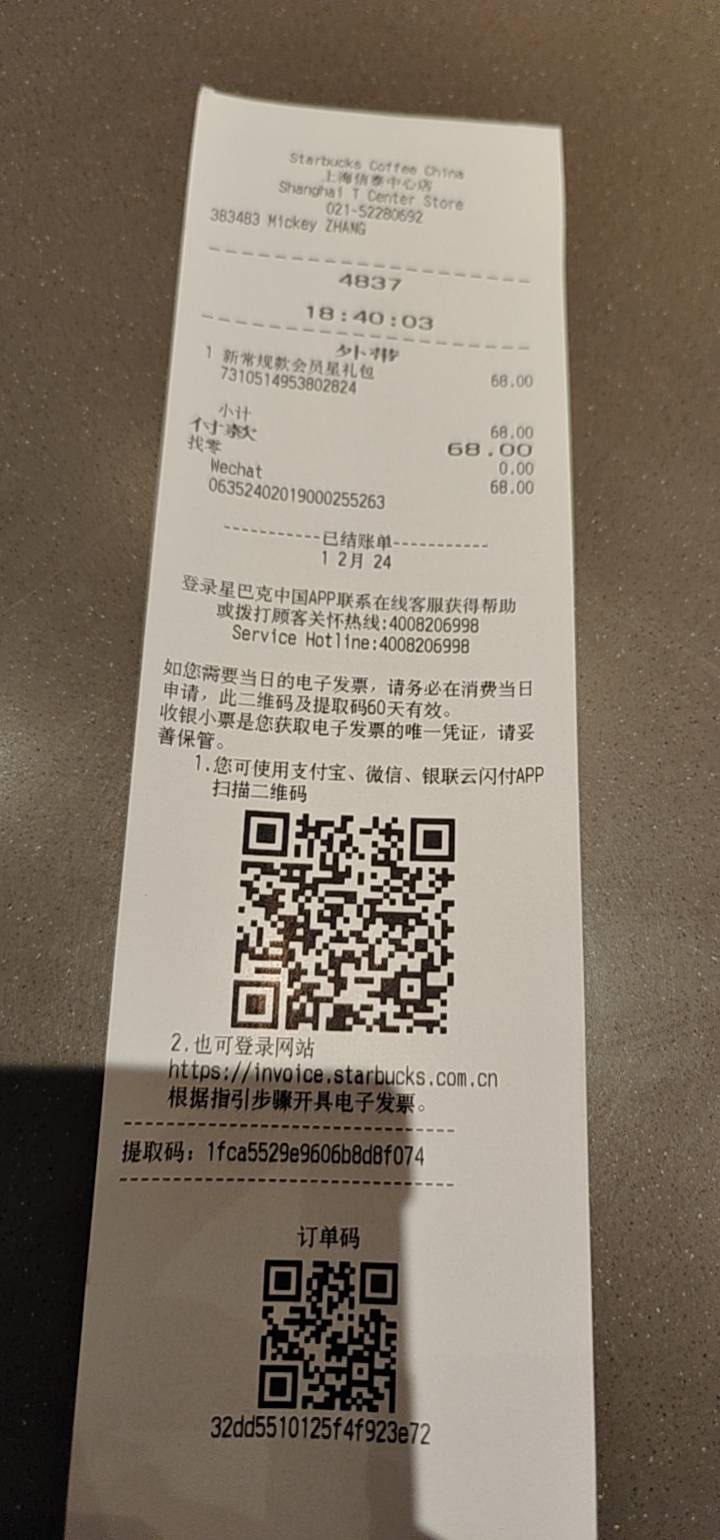 Starbucks Coffee China
上海信泰中心店
Shanghai T Center Store
021-52280692
383483 Mickey ZHANG
4837
18:40:03
外带
1 新常规款会员星礼包 68.00
7310514953802824
小计 68.00
付款 68.00
找零 0.00
Wechat 68.00
06352402019000255263
-----------已结账单-----------
1 2月 24
登录星巴克中国APP联系在线客服获得帮助
或拨打顾客关怀热线:4008206998
Service Hotline:4008206998
如您需要当日的电子发票，请务必在消费当日
申请，此二维码及提取码60天有效。
收银小票是您获取电子发票的唯一凭证，请妥
善保管。
1.您可使用支付宝、微信、银联云闪付APP
扫描二维码
2.也可登录网站
https://invoice.starbucks.com.cn
根据指引步骤开具电子发票。
提取码：1fca5529e9606b8d8f074
订单码
32dd5510125f4f923e72